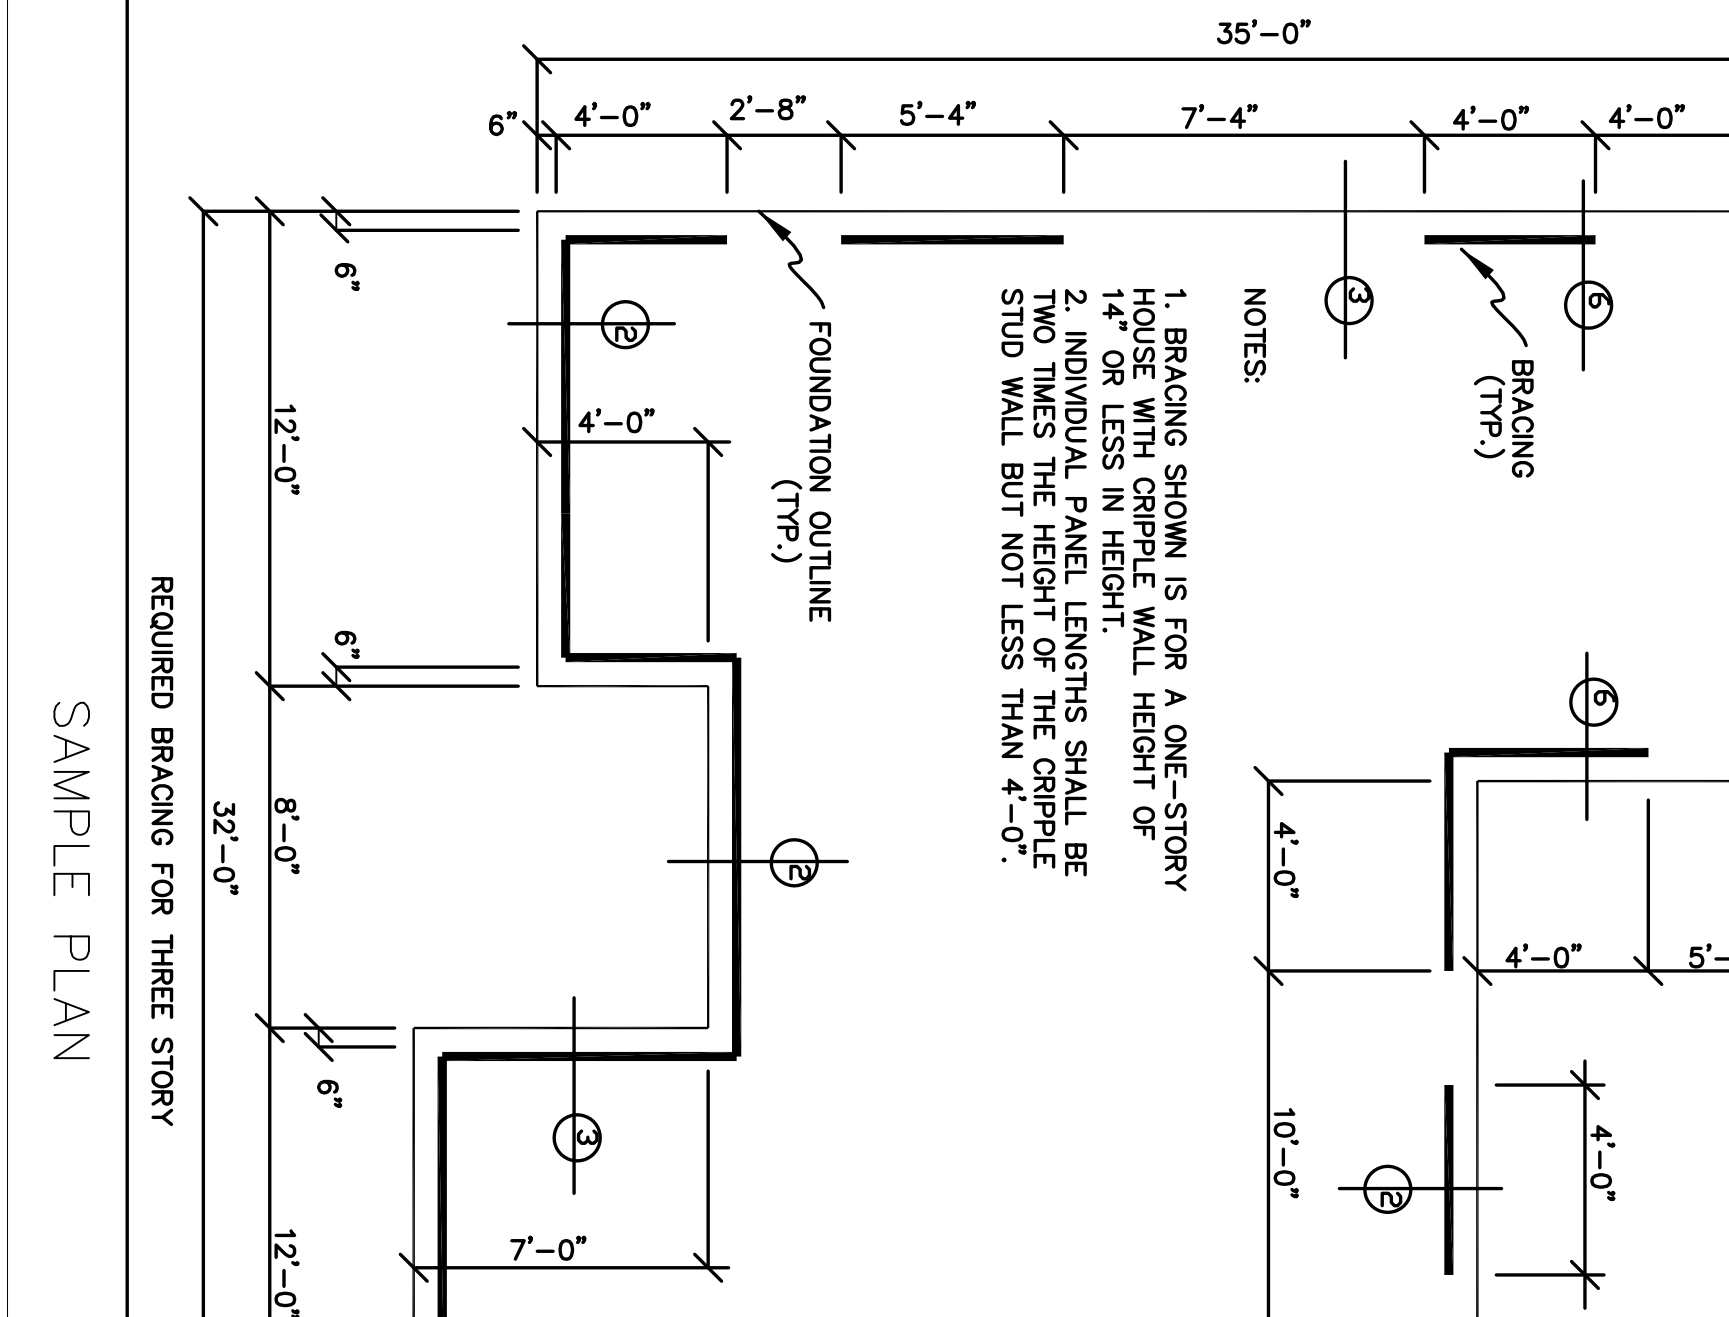 35'-0"
6"
4'-0"
2'-8"
5'-4"
7'-4"
4'-0"
4'-0"
6"
2
3
6
FOUNDATION OUTLINE
(TYP.)
BRACING
(TYP.)
NOTES:
1. BRACING SHOWN IS FOR A ONE-STORY
HOUSE WITH CRIPPLE WALL HEIGHT OF
14" OR LESS IN HEIGHT.
2. INDIVIDUAL PANEL LENGTHS SHALL BE
TWO TIMES THE HEIGHT OF THE CRIPPLE
STUD WALL BUT NOT LESS THAN 4'-0".
12'-0"
4'-0"
6"
6
2
8'-0"
32'-0"
4'-0"
4'-0"
5'-
6"
3
10'-0"
4'-0"
2
7'-0"
12'-0"
REQUIRED BRACING FOR THREE STORY
SAMPLE PLAN